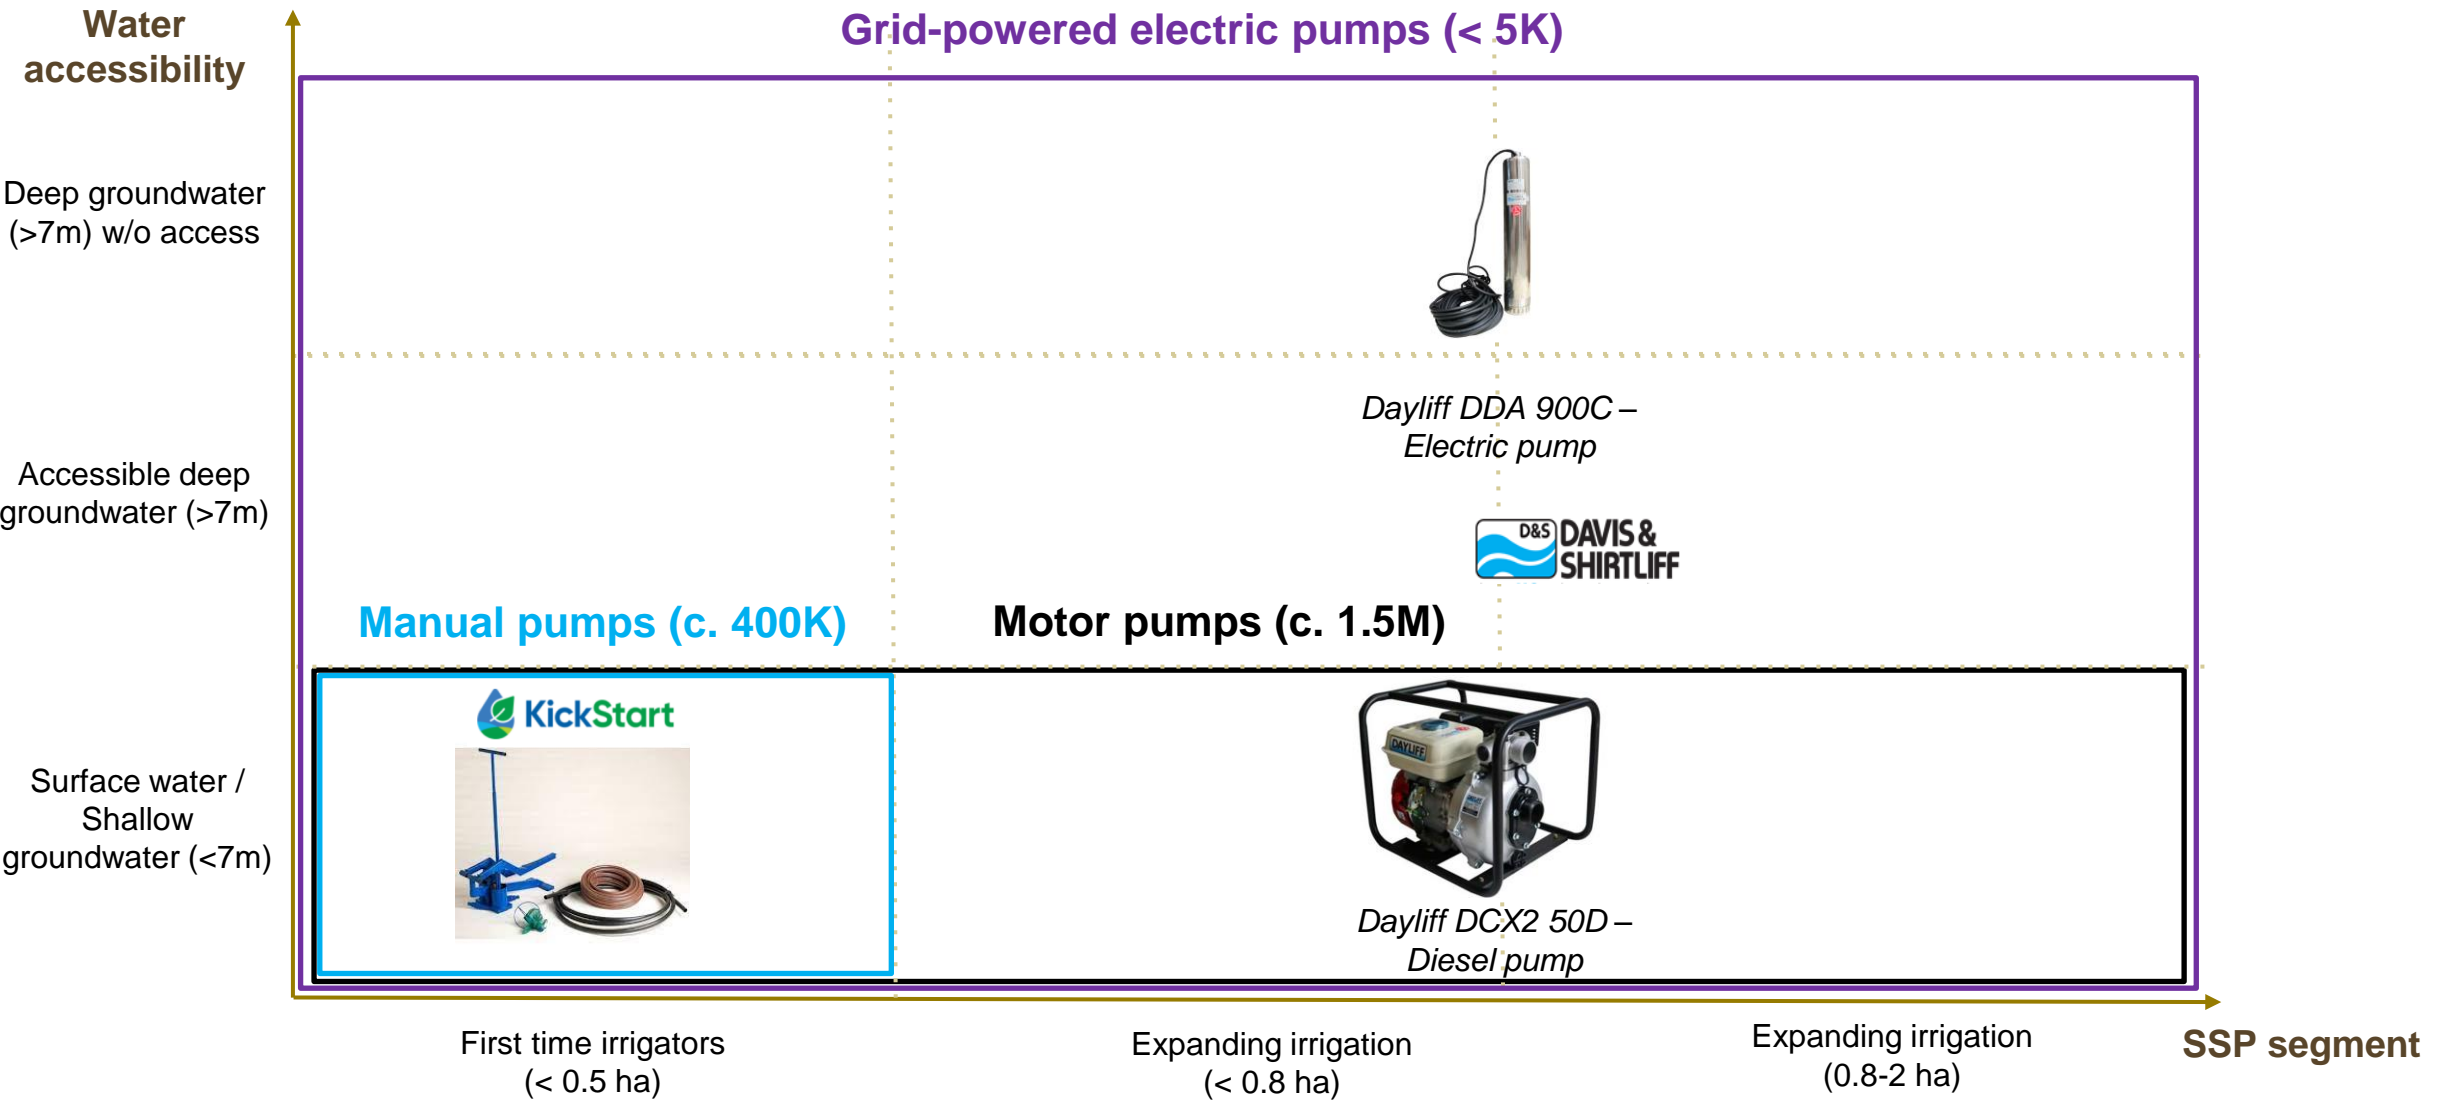 Water
accessibility
Grid-powered electric pumps (< 5K)
Deep groundwater
(>7m) w/o access
Dayliff DDA 900C –
Electric pump
Accessible deep
groundwater (>7m)
D&S DAVIS &
SHIRTLIFF
Manual pumps (c. 400K)
Motor pumps (c. 1.5M)
KickStart
DAYLIFF
Surface water /
Shallow
groundwater (<7m)
Dayliff DCX2 50D –
Diesel pump
First time irrigators
(< 0.5 ha)
Expanding irrigation
(< 0.8 ha)
Expanding irrigation
(0.8-2 ha)
SSP segment